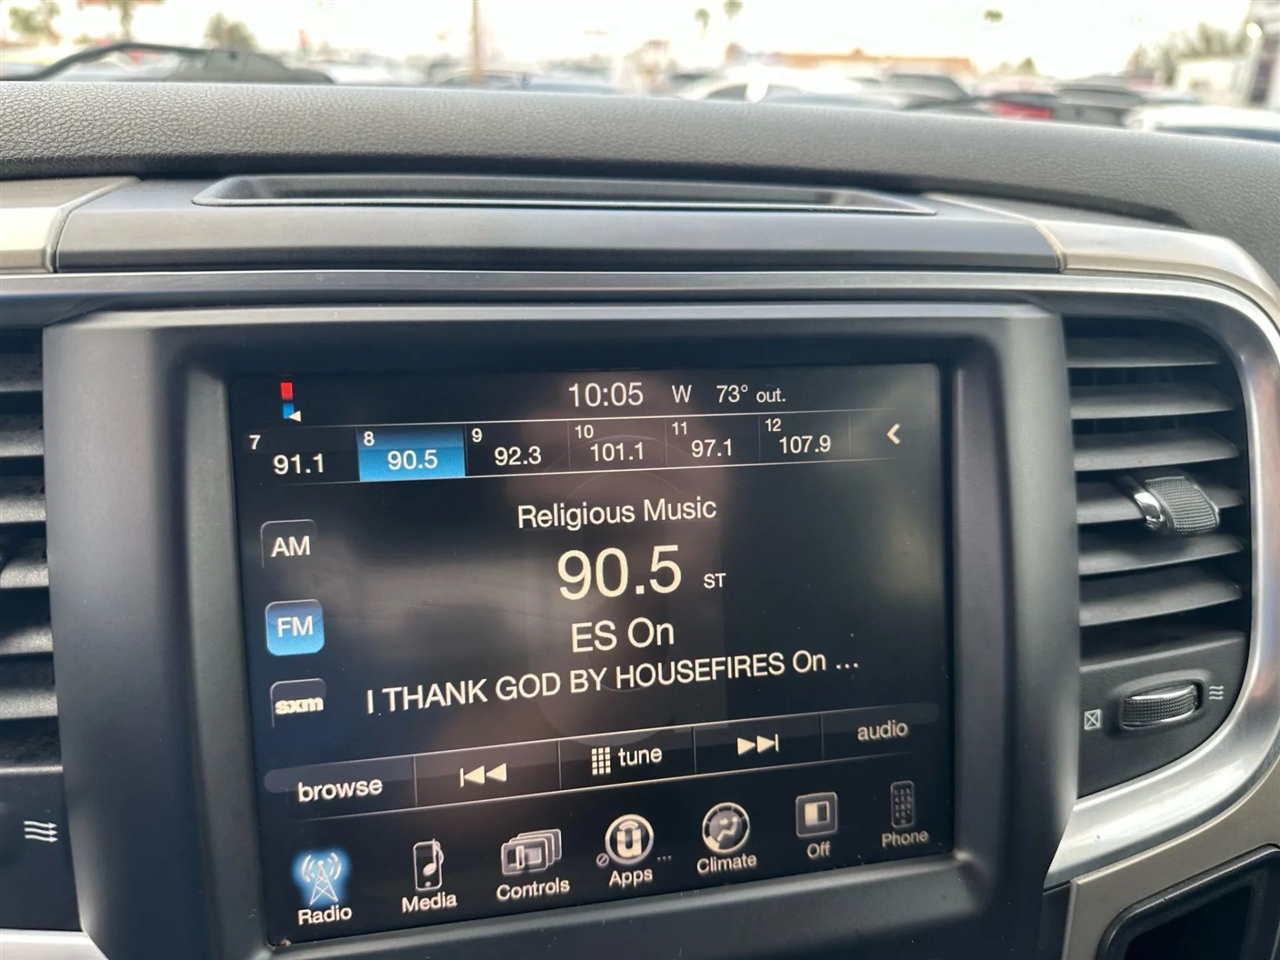 10:05 W 73° out.
7 91.1 8 90.5 9 92.3 10 101.1 11 97.1 12 107.9
Religious Music
AM
90.5 ST
FM
ES On
I THANK GOD BY HOUSEFIRES On ...
sxm
browse tune audio
Radio Media Controls Apps ... Climate Off Phone